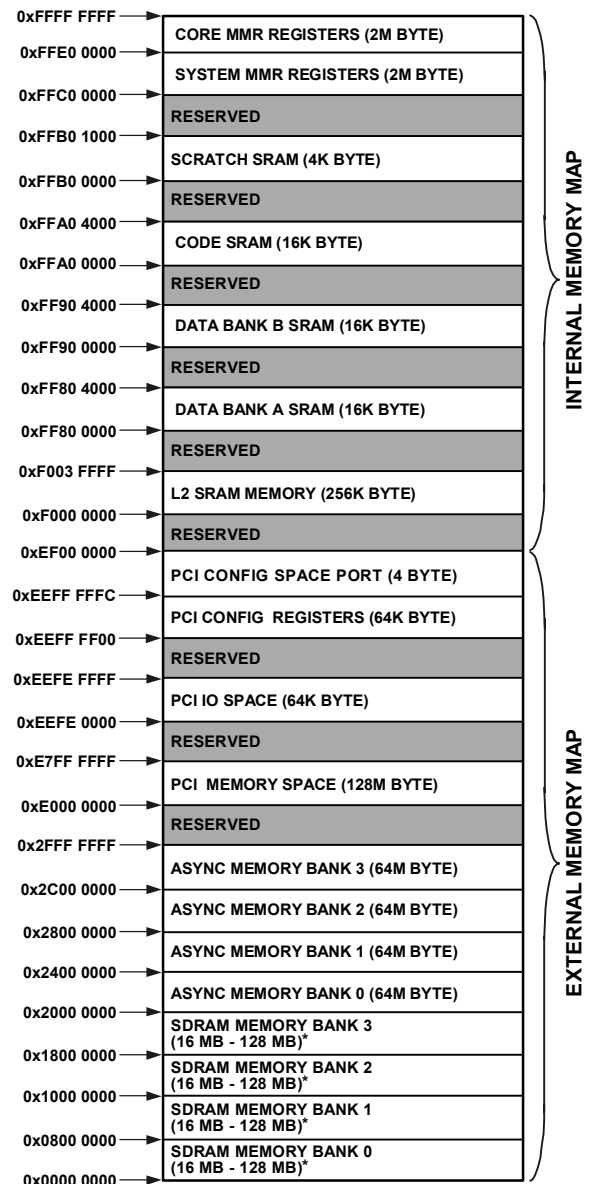 0xFFFF FFFF
CORE MMR REGISTERS (2M BYTE)
0xFFE0 0000
SYSTEM MMR REGISTERS (2M BYTE)
0xFFC0 0000
RESERVED
0xFFB0 1000
SCRATCH SRAM (4K BYTE)
0xFFB0 0000
RESERVED
0xFFA0 4000
CODE SRAM (16K BYTE)
0xFFA0 0000
RESERVED
0xFF90 4000
DATA BANK B SRAM (16K BYTE)
0xFF90 0000
RESERVED
0xFF80 4000
DATA BANK A SRAM (16K BYTE)
0xFF80 0000
RESERVED
0xF003 FFFF
L2 SRAM MEMORY (256K BYTE)
0xF000 0000
RESERVED
0xEF00 0000
INTERNAL MEMORY MAP
PCI CONFIG SPACE PORT (4 BYTE)
0xEEFF FFFC
PCI CONFIG REGISTERS (64K BYTE)
0xEEFF FF00
RESERVED
0xEEFE FFFF
PCI IO SPACE (64K BYTE)
0xEEFE 0000
RESERVED
0xE7FF FFFF
PCI MEMORY SPACE (128M BYTE)
0xE000 0000
RESERVED
0x2FFF FFFF
ASYNC MEMORY BANK 3 (64M BYTE)
0x2C00 0000
ASYNC MEMORY BANK 2 (64M BYTE)
0x2800 0000
ASYNC MEMORY BANK 1 (64M BYTE)
0x2400 0000
ASYNC MEMORY BANK 0 (64M BYTE)
0x2000 0000
SDRAM MEMORY BANK 3
(16 MB - 128 MB)*
0x1800 0000
SDRAM MEMORY BANK 2
(16 MB - 128 MB)*
0x1000 0000
SDRAM MEMORY BANK 1
(16 MB - 128 MB)*
0x0800 0000
SDRAM MEMORY BANK 0
(16 MB - 128 MB)*
0x0000 0000
EXTERNAL MEMORY MAP